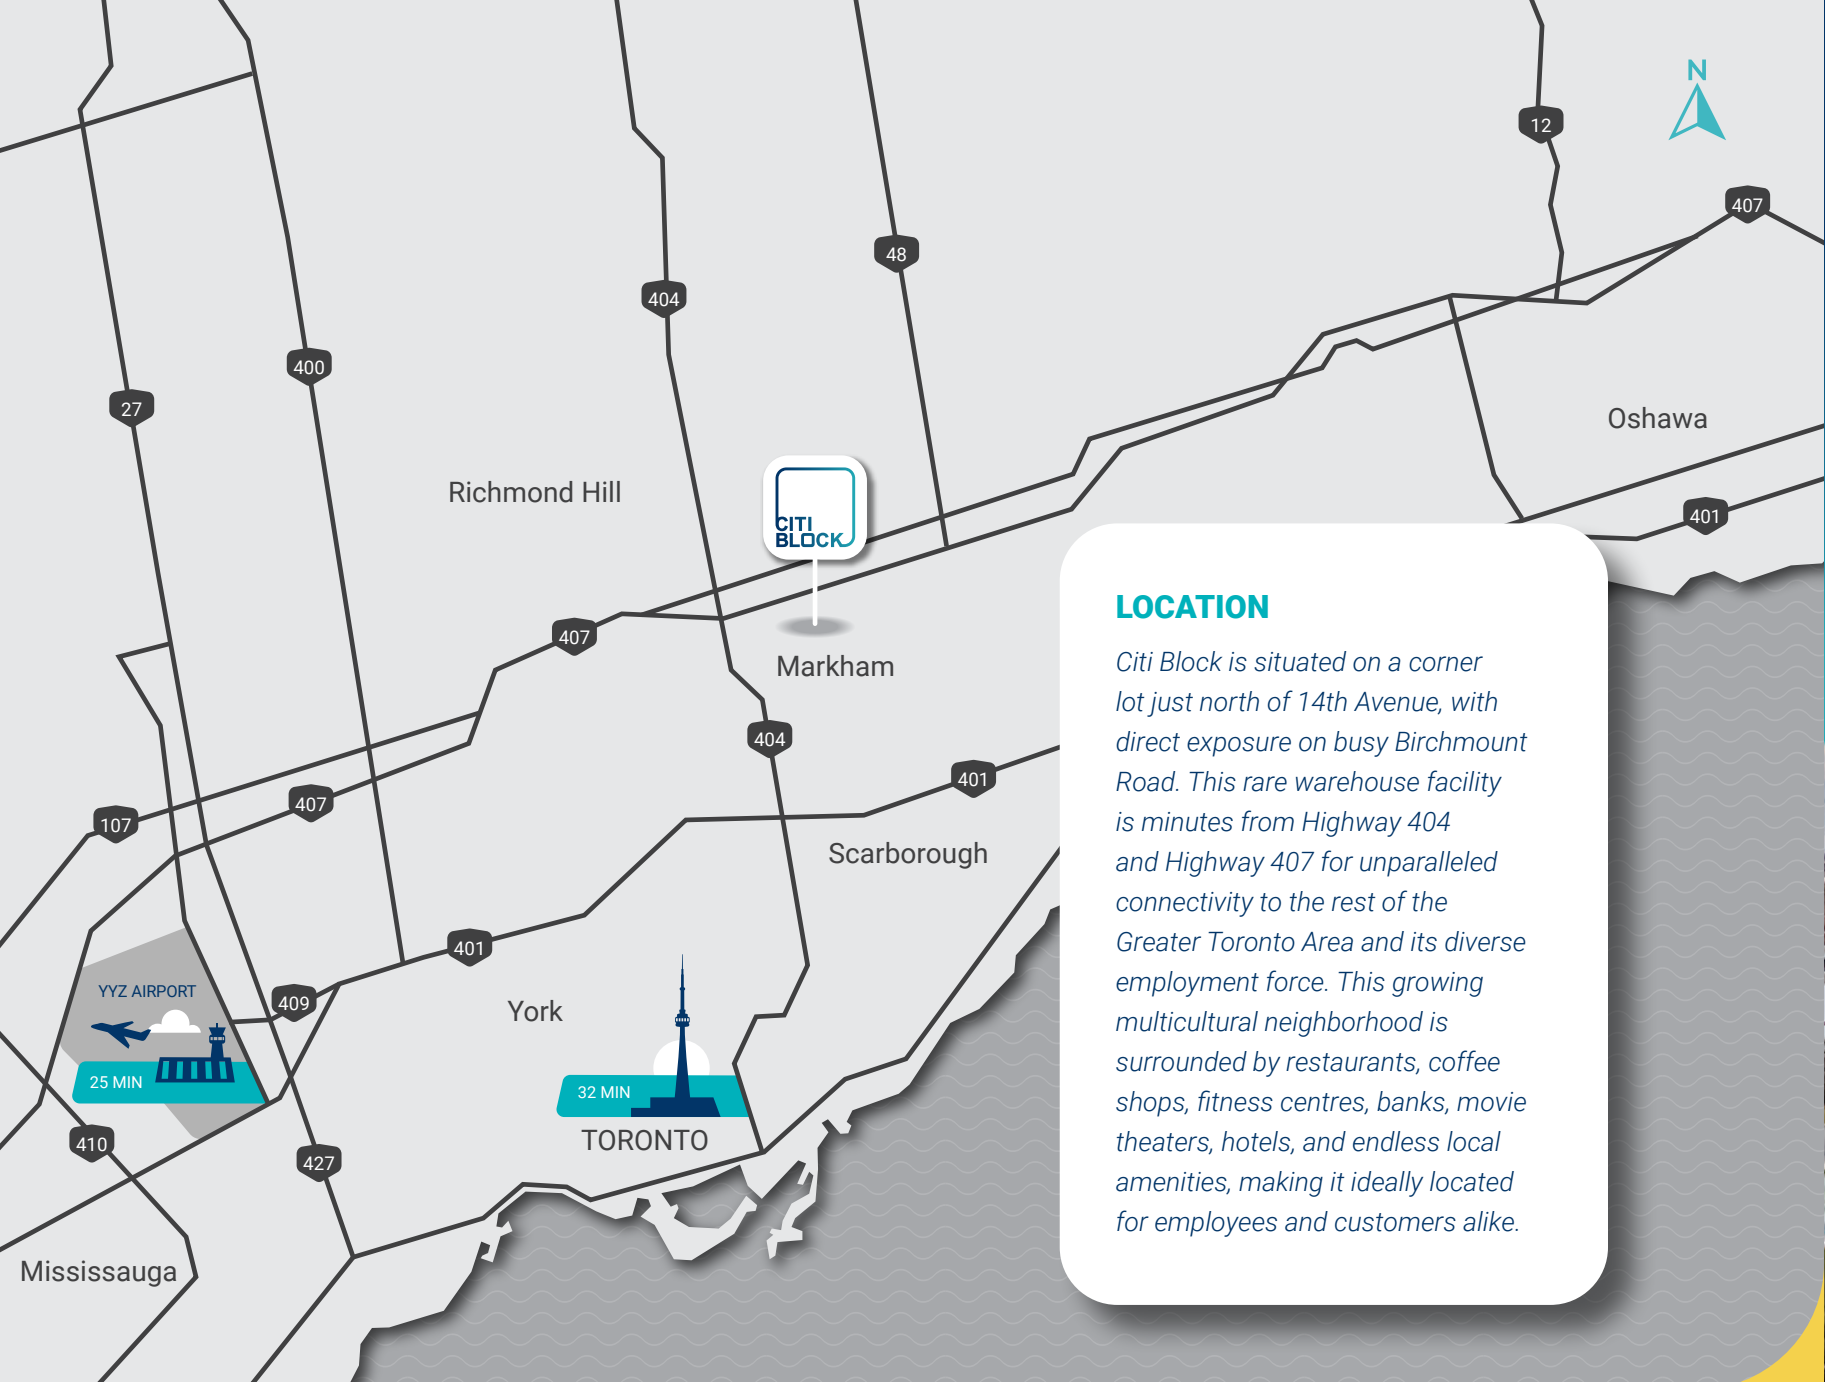 N
12
407
48
404
400
27
Oshawa
Richmond Hill
401
CITI
BLOCK
407
Markham
404
401
407
107
Scarborough
401
YYZ AIRPORT
409
York
25 MIN
32 MIN
TORONTO
410
427
Mississauga
LOCATION
Citi Block is situated on a corner
lot just north of 14th Avenue, with
direct exposure on busy Birchmount
Road. This rare warehouse facility
is minutes from Highway 404
and Highway 407 for unparalleled
connectivity to the rest of the
Greater Toronto Area and its diverse
employment force. This growing
multicultural neighborhood is
surrounded by restaurants, coffee
shops, fitness centres, banks, movie
theaters, hotels, and endless local
amenities, making it ideally located
for employees and customers alike.